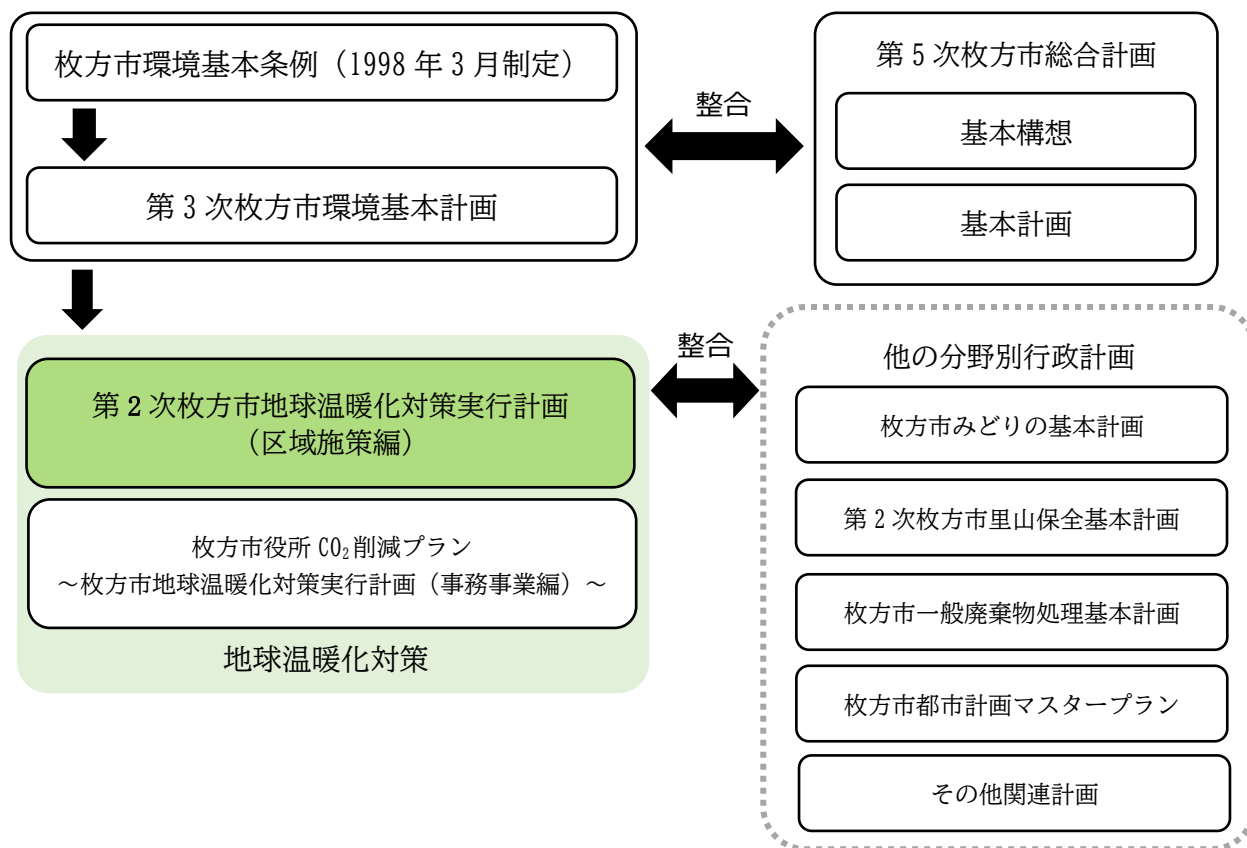 枚方市環境基本条例（1998 年 3 月制定）
第 3 次枚方市環境基本計画
整合
第 5 次枚方市総合計画
基本構想
基本計画
第 2 次枚方市地球温暖化対策実行計画
（区域施策編）
枚方市役所 CO₂削減プラン
～枚方市地球温暖化対策実行計画（事務事業編）～
地球温暖化対策
整合
他の分野別行政計画
枚方市みどりの基本計画
第 2 次枚方市里山保全基本計画
枚方市一般廃棄物処理基本計画
枚方市都市計画マスタープラン
その他関連計画